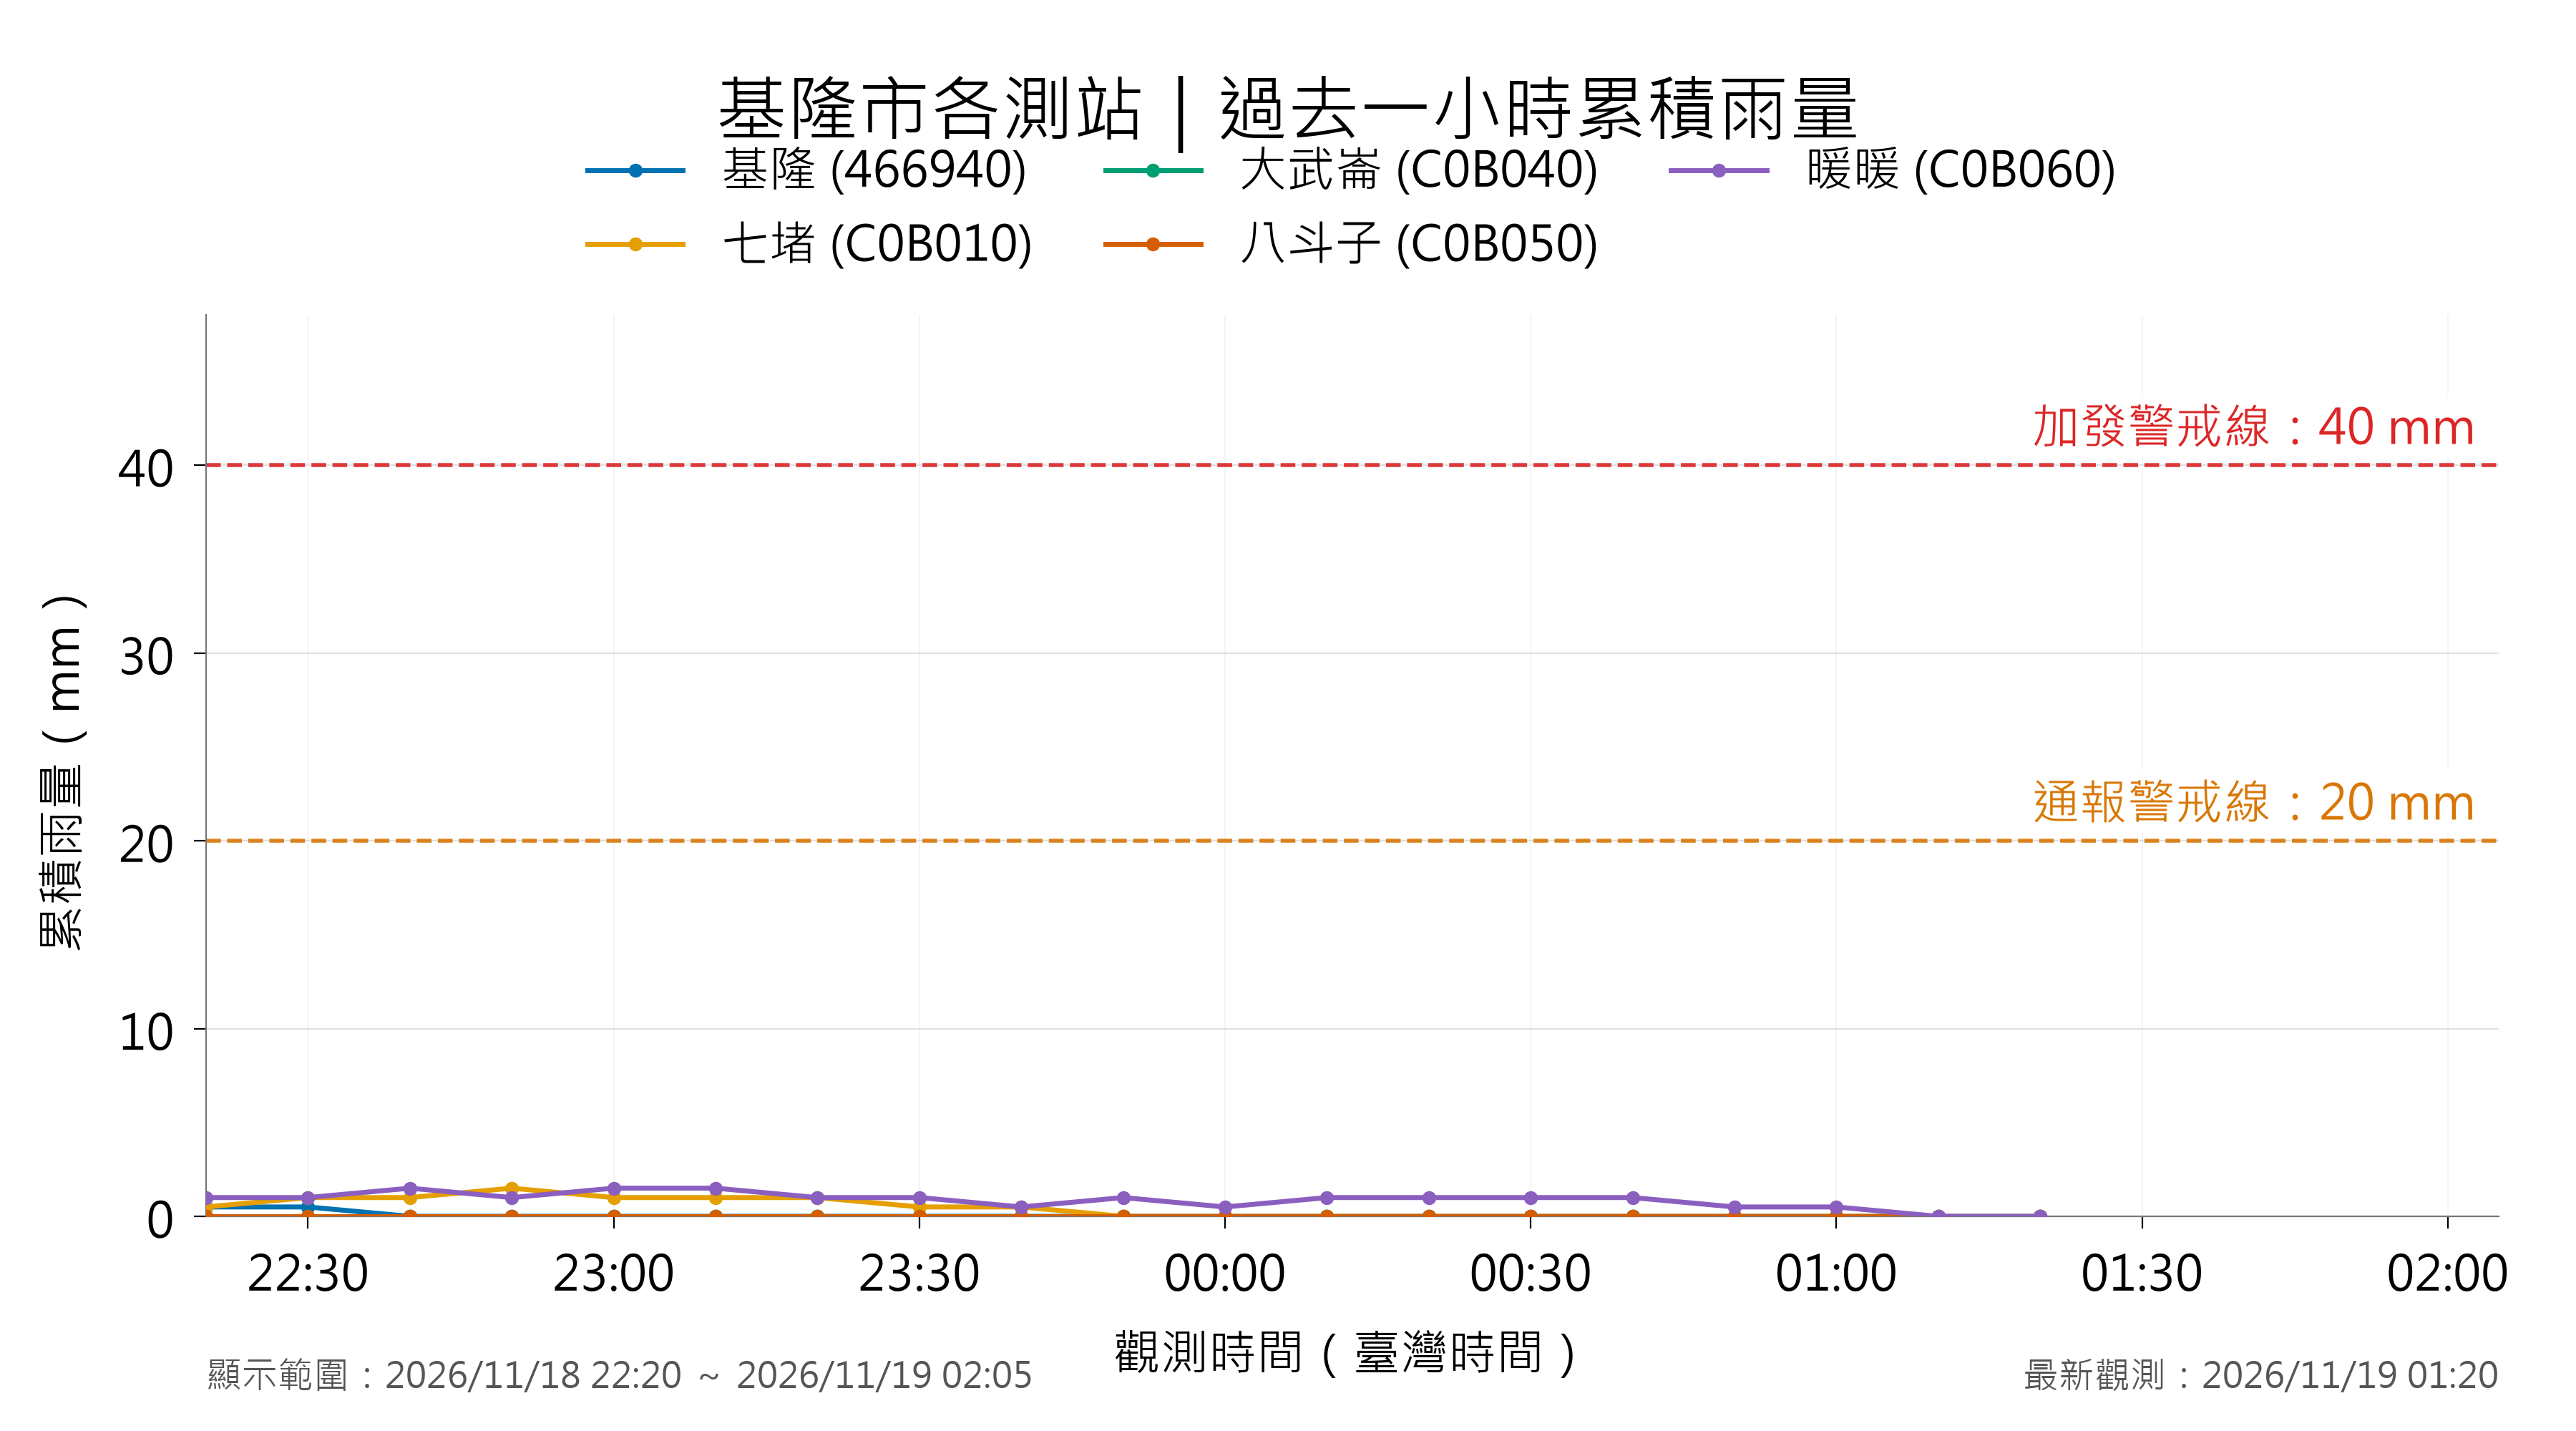 基隆市各測站｜過去一小時累積雨量
基隆 (466940)
大武崙 (C0B040)
暖暖 (C0B060)
七堵 (C0B010)
八斗子 (C0B050)
累積雨量（mm）
40
30
20
10
0
加發警戒線：40 mm
通報警戒線：20 mm
22:30 23:00 23:30 00:00 00:30 01:00 01:30 02:00
觀測時間（臺灣時間）
顯示範圍：2026/11/18 22:20 ~ 2026/11/19 02:05
最新觀測：2026/11/19 01:20